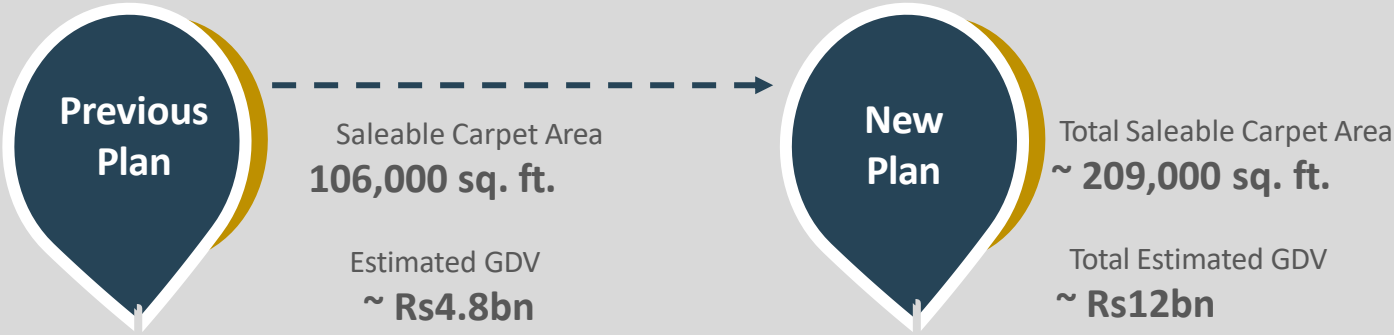 Previous
Plan
Saleable Carpet Area
106,000 sq. ft.
Estimated GDV
~ Rs4.8bn
New
Plan
Total Saleable Carpet Area
~ 209,000 sq. ft.
Total Estimated GDV
~ Rs12bn